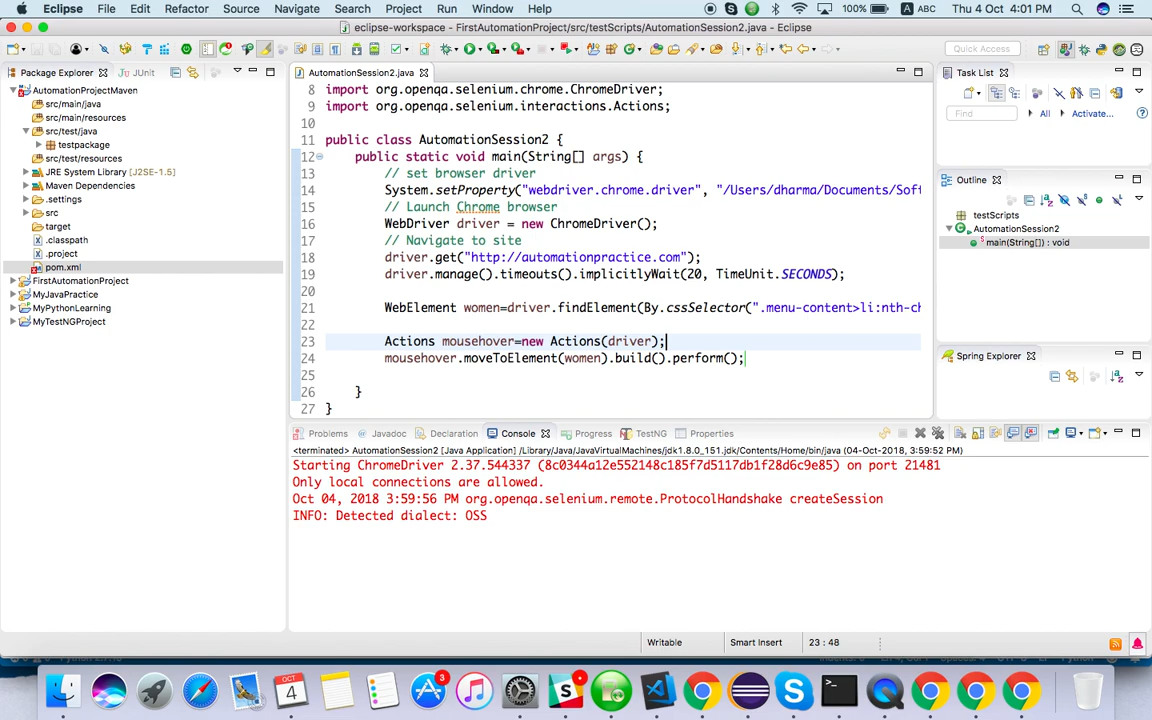 Eclipse File Edit Refactor Source Navigate Search Project Run Window Help 100% A ABC Thu 4 Oct 4:01 PM
eclipse-workspace - FirstAutomationProject/src/testScripts/AutomationSession2.java - Eclipse
Quick Access
Package Explorer JUnit
AutomationProjectMaven
src/main/java
src/main/resources
src/test/java
testpackage
src/test/resources
JRE System Library [J2SE-1.5]
Maven Dependencies
.settings
src
target
.classpath
.project
pom.xml
FirstAutomationProject
MyJavaPractice
MyPythonLearning
MyTestNGProject
AutomationSession2.java
8 import org.openqa.selenium.chrome.ChromeDriver;
9 import org.openqa.selenium.interactions.Actions;
10
11 public class AutomationSession2 {
12 public static void main(String[] args) {
13 // set browser driver
14 System.setProperty("webdriver.chrome.driver", "/Users/dharma/Documents/Sof
15 // Launch Chrome browser
16 WebDriver driver = new ChromeDriver();
17 // Navigate to site
18 driver.get("http://automationpractice.com");
19 driver.manage().timeouts().implicitlyWait(20, TimeUnit.SECONDS);
20
21 WebElement women=driver.findElement(By.cssSelector(".menu-content>li:nth-ch
22
23 Actions mousehover=new Actions(driver);
24 mousehover.moveToElement(women).build().perform();
25
26 }
27 }
Task List
Find All Activate...
Outline
testScripts
AutomationSession2
main(String[]) : void
Spring Explorer
Problems Javadoc Declaration Console Progress TestNG Properties
<terminated> AutomationSession2 [Java Application] /Library/Java/JavaVirtualMachines/jdk1.8.0_151.jdk/Contents/Home/bin/java (04-Oct-2018, 3:59:52 PM)
Starting ChromeDriver 2.37.544337 (8c0344a12e552148c185f7d5117db1f28d6c9e85) on port 21481
Only local connections are allowed.
Oct 04, 2018 3:59:56 PM org.openqa.selenium.remote.ProtocolHandshake createSession
INFO: Detected dialect: OSS
Writable Smart Insert 23 : 48
OCT
4
3